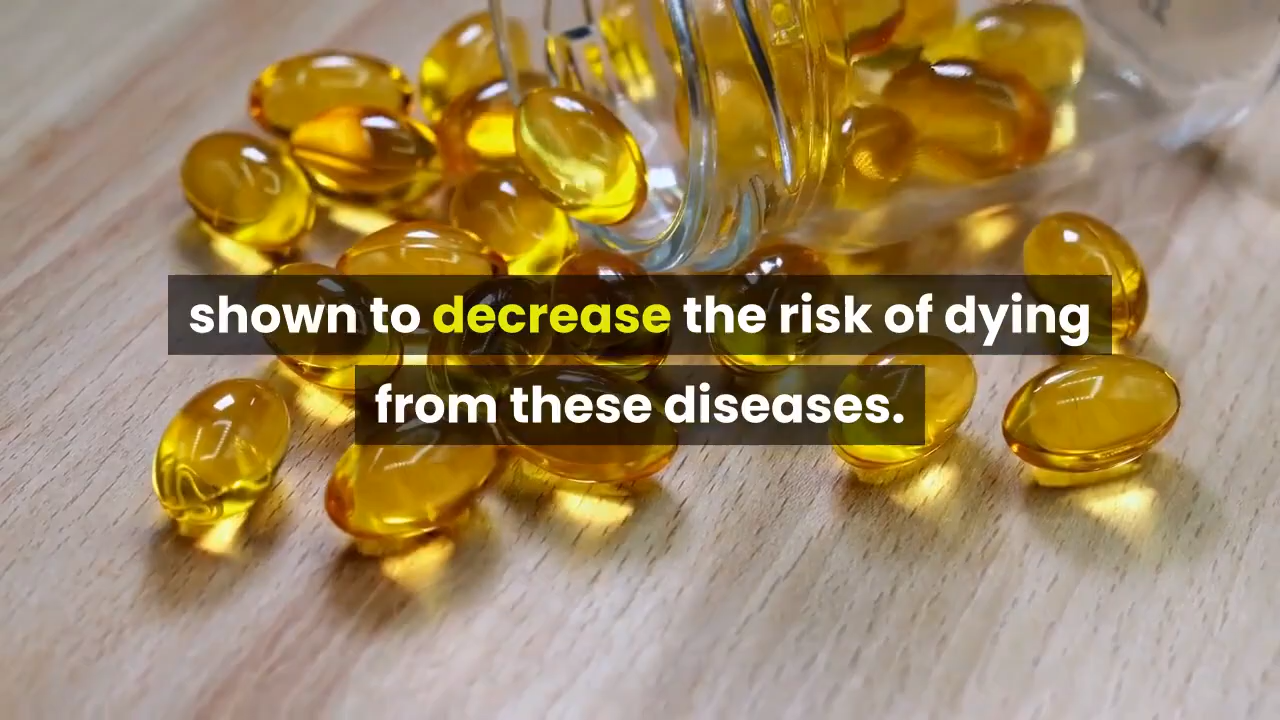 shown to decrease the risk of dying
from these diseases.